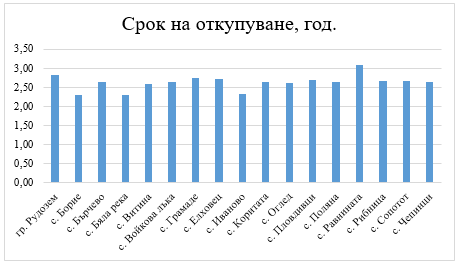 Срок на откупуване, год.
3,50
3,00
2,50
2,00
1,50
1,00
0,50
0,00
гр. Рудозем
с. Борие
с. Бърчево
с. Бяла река
с. Витина
с. Войкова лъка
с. Грамаде
с. Елховец
с. Иваново
с. Коритата
с. Оглед
с. Пловдивци
с. Поляна
с. Равнината
с. Рибница
с. Сопотот
с. Чепинци